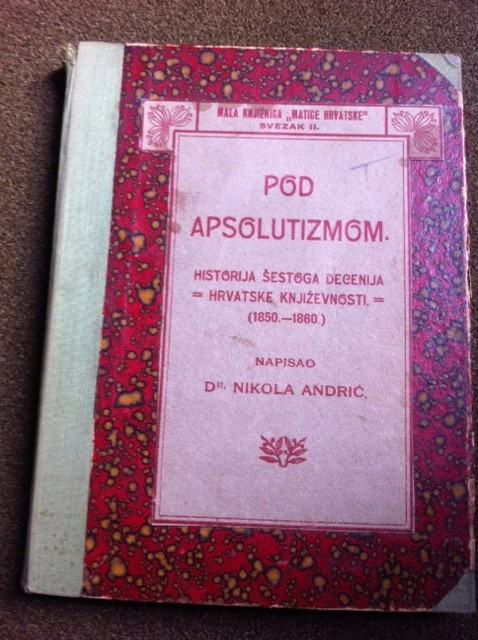 MALA KNJIŽNICA „MATICE HRVATSKE"
SVEZAK II.
POD
APSOLUTIZMOM.
HISTORIJA ŠESTOGA DECENIJA
= HRVATSKE KNJIŽEVNOSTI. =
(1850.—1860.)
NAPISAO
DR. NIKOLA ANDRIĆ.